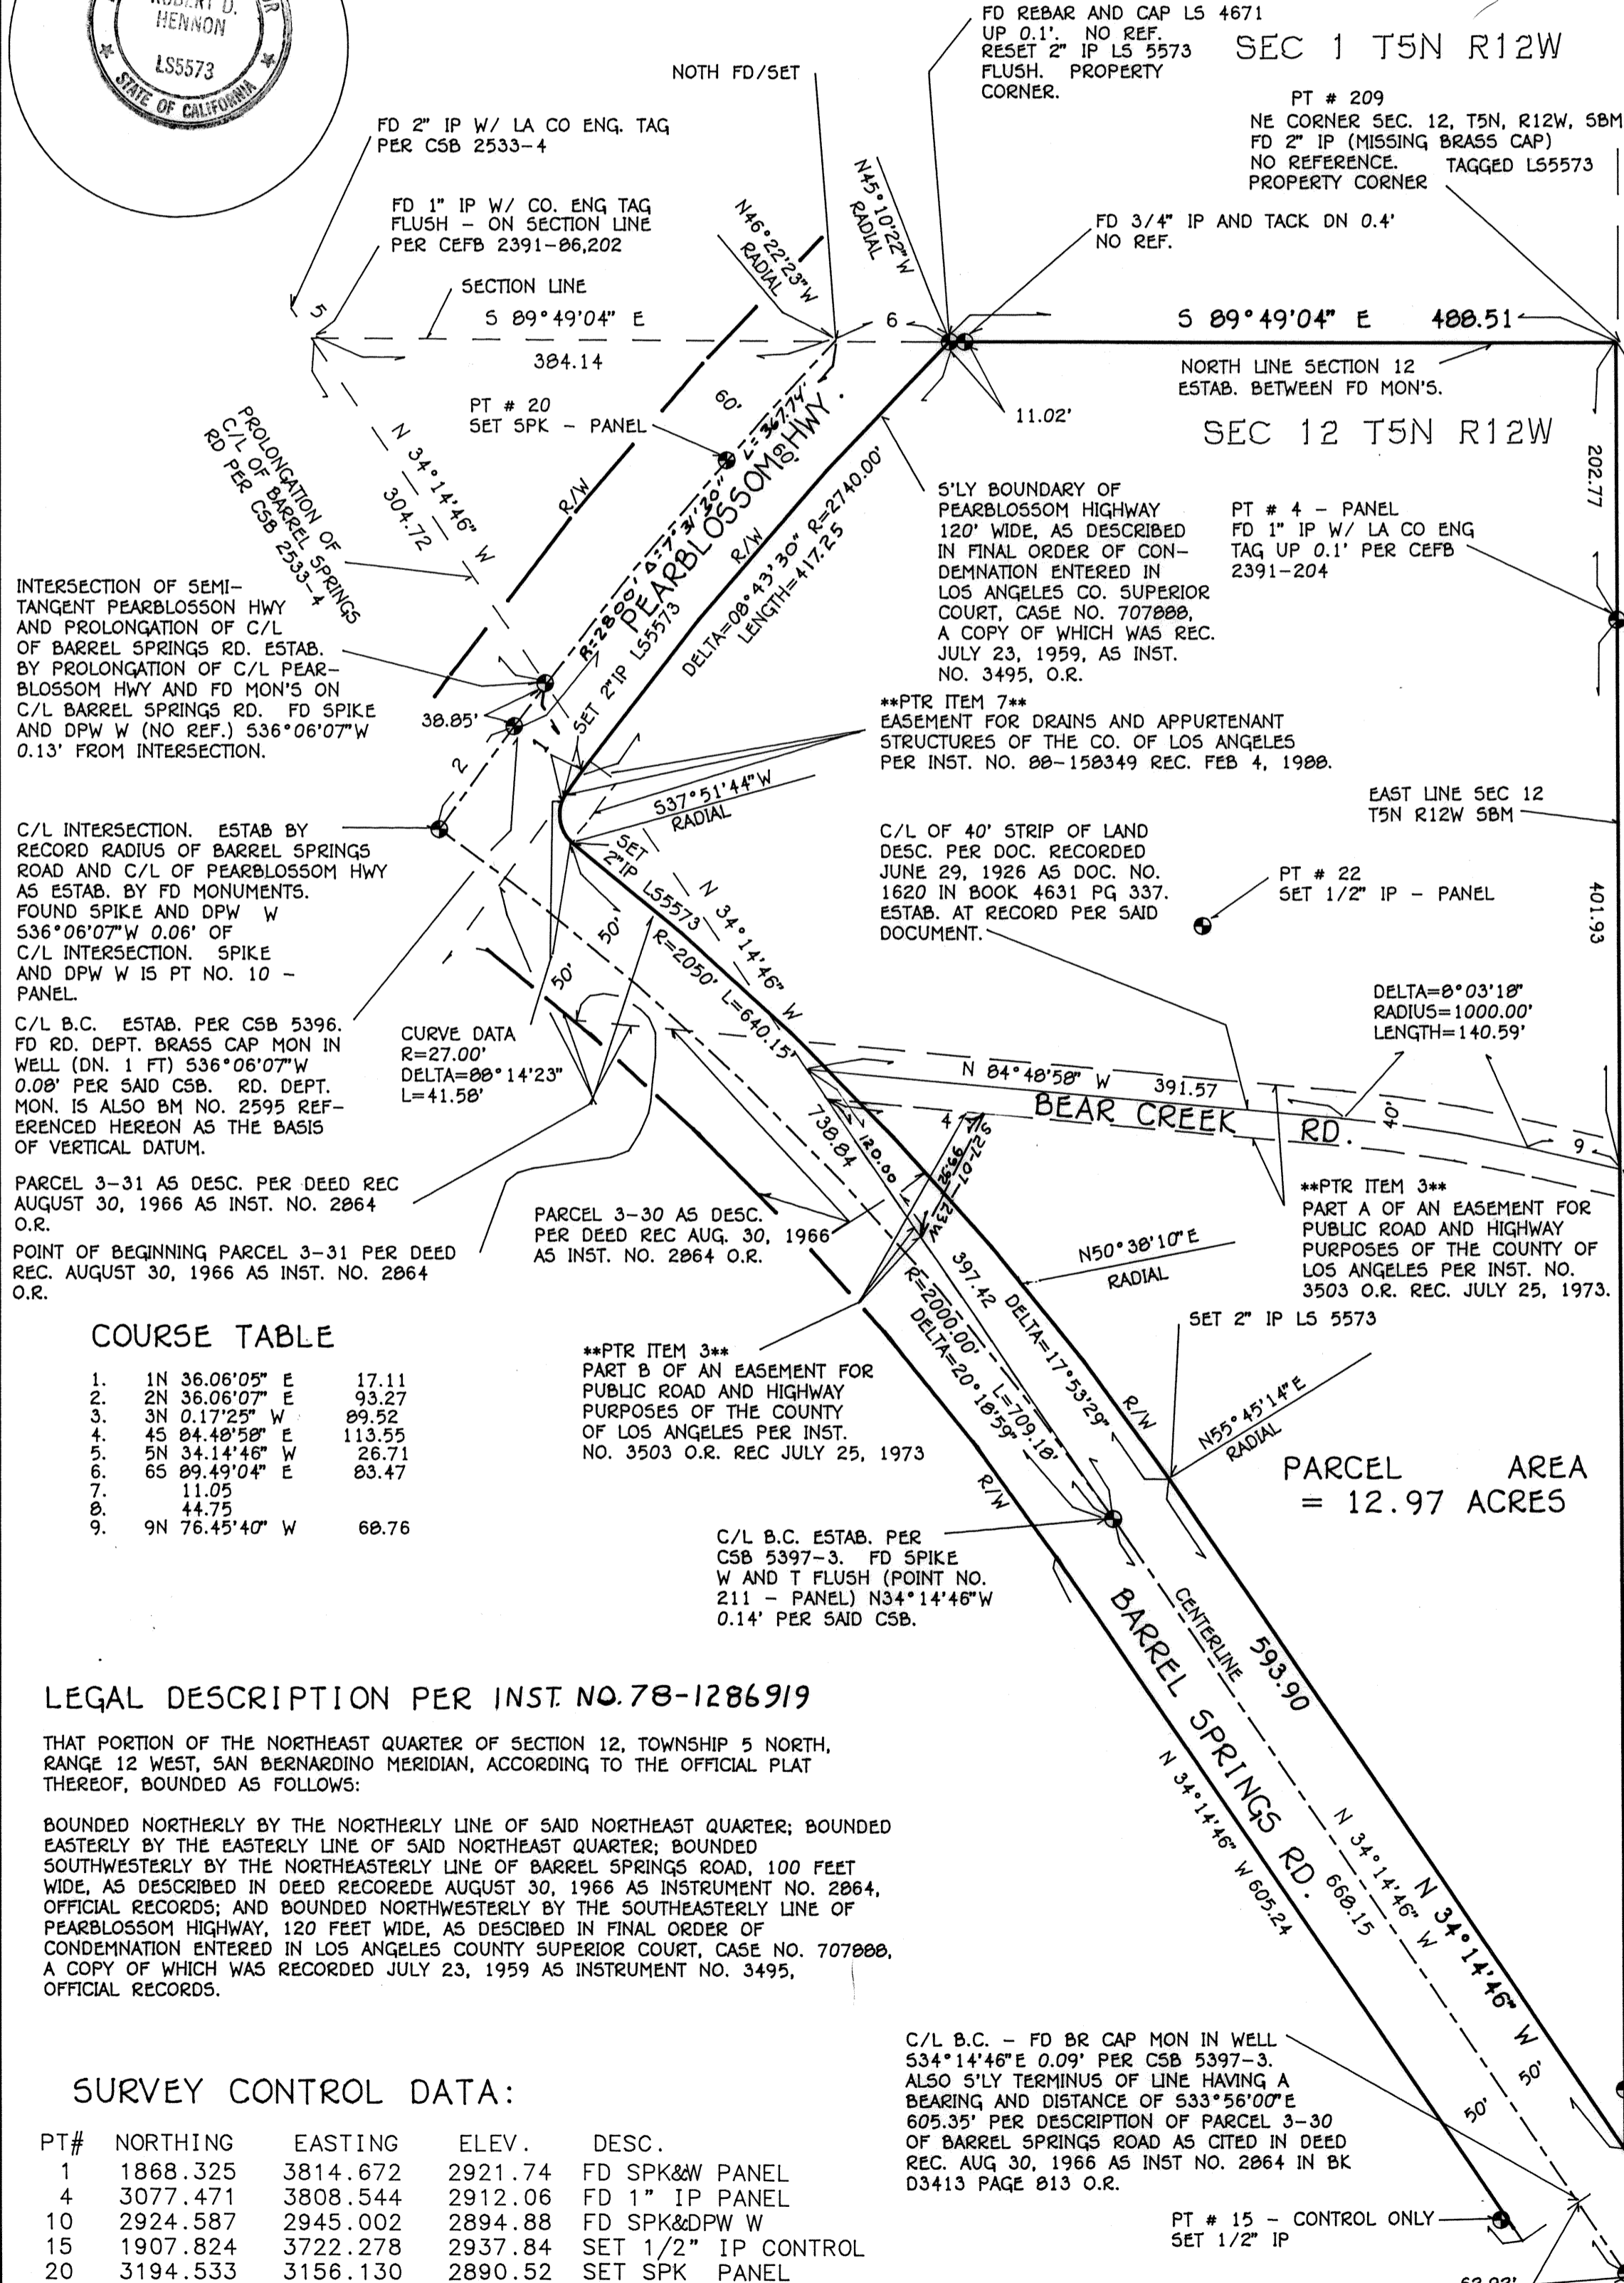 HENNON
LS5573
STATE OF CALIFORNIA
FD REBAR AND CAP LS 4671
UP 0.1'. NO REF.
RESET 2" IP LS 5573
FLUSH. PROPERTY
CORNER.
SEC 1 T5N R12W
NOTH FD/SET
PT # 209
NE CORNER SEC. 12, T5N, R12W, SBM
FD 2" IP (MISSING BRASS CAP)
NO REFERENCE. TAGGED LS5573
PROPERTY CORNER
FD 2" IP W/ LA CO ENG. TAG
PER CSB 2533-4
FD 1" IP W/ CO. ENG TAG
FLUSH - ON SECTION LINE
PER CEFB 2391-86,202
N46°22'23"W
RADIAL
N45°10'22"W
RADIAL
FD 3/4" IP AND TACK DN 0.4'
NO REF.
SECTION LINE
5
S 89°49'04" E
384.14
6
S 89°49'04" E 488.51
NORTH LINE SECTION 12
ESTAB. BETWEEN FD MON'S.
11.02'
SEC 12 T5N R12W
202.77
60'
PT # 20
SET SPK - PANEL
PROLONGATION OF
C/L OF BARREL SPRINGS
RD PER CSB 2533-4
N 34°14'46" W
304.72
R/W
R=2800' Δ=7°31'30" L=367.74'
PEARBLOSSOM HWY.
60'
R/W
SET 2" IP LS5573
DELTA=08°43'30" R=2740.00'
LENGTH=417.25
S'LY BOUNDARY OF
PEARBLOSSOM HIGHWAY
120' WIDE, AS DESCRIBED
IN FINAL ORDER OF CON-
DEMNATION ENTERED IN
LOS ANGELES CO. SUPERIOR
COURT, CASE NO. 707888,
A COPY OF WHICH WAS REC.
JULY 23, 1959, AS INST.
NO. 3495, O.R.
PT # 4 - PANEL
FD 1" IP W/ LA CO ENG
TAG UP 0.1' PER CEFB
2391-204
INTERSECTION OF SEMI-
TANGENT PEARBLOSSON HWY
AND PROLONGATION OF C/L
OF BARREL SPRINGS RD. ESTAB.
BY PROLONGATION OF C/L PEAR-
BLOSSOM HWY AND FD MON'S ON
C/L BARREL SPRINGS RD. FD SPIKE
AND DPW W (NO REF.) S36°06'07"W
0.13' FROM INTERSECTION.
38.85'
1
2
**PTR ITEM 7**
EASEMENT FOR DRAINS AND APPURTENANT
STRUCTURES OF THE CO. OF LOS ANGELES
PER INST. NO. 88-158349 REC. FEB 4, 1988.
S37°51'44"W
RADIAL
EAST LINE SEC 12
T5N R12W SBM
C/L INTERSECTION. ESTAB BY
RECORD RADIUS OF BARREL SPRINGS
ROAD AND C/L OF PEARBLOSSOM HWY
AS ESTAB. BY FD MONUMENTS.
FOUND SPIKE AND DPW W
S36°06'07"W 0.06' OF
C/L INTERSECTION. SPIKE
AND DPW W IS PT NO. 10 -
PANEL.
C/L OF 40' STRIP OF LAND
DESC. PER DOC. RECORDED
JUNE 29, 1926 AS DOC. NO.
1620 IN BOOK 4631 PG 337.
ESTAB. AT RECORD PER SAID
DOCUMENT.
PT # 22
SET 1/2" IP - PANEL
401.93
SET
2"IP LS5573
N 34°14'46" W
R=2050' L=640.15'
50'
50'
C/L B.C. ESTAB. PER CSB 5396.
FD RD. DEPT. BRASS CAP MON IN
WELL (DN. 1 FT) S36°06'07"W
0.08' PER SAID CSB. RD. DEPT.
MON. IS ALSO BM NO. 2595 REF-
ERENCED HEREON AS THE BASIS
OF VERTICAL DATUM.
CURVE DATA
R=27.00'
DELTA=88°14'23"
L=41.58'
DELTA=8°03'18"
RADIUS=1000.00'
LENGTH=140.59'
N 84°48'58" W 391.57
BEAR CREEK RD.
40'
4
9
738.84
120.00
S27-07-23W
99.92
PARCEL 3-31 AS DESC. PER DEED REC
AUGUST 30, 1966 AS INST. NO. 2864
O.R.
POINT OF BEGINNING PARCEL 3-31 PER DEED
REC. AUGUST 30, 1966 AS INST. NO. 2864
O.R.
PARCEL 3-30 AS DESC.
PER DEED REC AUG. 30, 1966
AS INST. NO. 2864 O.R.
**PTR ITEM 3**
PART A OF AN EASEMENT FOR
PUBLIC ROAD AND HIGHWAY
PURPOSES OF THE COUNTY OF
LOS ANGELES PER INST. NO.
3503 O.R. REC. JULY 25, 1973.
N50°38'10"E
RADIAL
397.42
R=2000.00'
DELTA=20°18'59"
L=709.18'
DELTA=17°53'29"
R/W
SET 2" IP LS 5573
N55°45'14"E
RADIAL
COURSE TABLE
1. 1N 36.06'05" E 17.11
2. 2N 36.06'07" E 93.27
3. 3N 0.17'25" W 89.52
4. 4S 84.48'58" E 113.55
5. 5N 34.14'46" W 26.71
6. 6S 89.49'04" E 83.47
7. 11.05
8. 44.75
9. 9N 76.45'40" W 68.76
**PTR ITEM 3**
PART B OF AN EASEMENT FOR
PUBLIC ROAD AND HIGHWAY
PURPOSES OF THE COUNTY
OF LOS ANGELES PER INST.
NO. 3503 O.R. REC JULY 25, 1973
R/W
PARCEL AREA
= 12.97 ACRES
C/L B.C. ESTAB. PER
CSB 5397-3. FD SPIKE
W AND T FLUSH (POINT NO.
211 - PANEL) N34°14'46"W
0.14' PER SAID CSB.
BARREL SPRINGS RD.
CENTERLINE
593.90
N 34°14'46" W
N 34°14'46" W
668.15
N 34°14'46" W 605.24
LEGAL DESCRIPTION PER INST. NO. 78-1286919
THAT PORTION OF THE NORTHEAST QUARTER OF SECTION 12, TOWNSHIP 5 NORTH,
RANGE 12 WEST, SAN BERNARDINO MERIDIAN, ACCORDING TO THE OFFICIAL PLAT
THEREOF, BOUNDED AS FOLLOWS:
BOUNDED NORTHERLY BY THE NORTHERLY LINE OF SAID NORTHEAST QUARTER; BOUNDED
EASTERLY BY THE EASTERLY LINE OF SAID NORTHEAST QUARTER; BOUNDED
SOUTHWESTERLY BY THE NORTHEASTERLY LINE OF BARREL SPRINGS ROAD, 100 FEET
WIDE, AS DESCRIBED IN DEED RECOREDE AUGUST 30, 1966 AS INSTRUMENT NO. 2864,
OFFICIAL RECORDS; AND BOUNDED NORTHWESTERLY BY THE SOUTHEASTERLY LINE OF
PEARBLOSSOM HIGHWAY, 120 FEET WIDE, AS DESCIBED IN FINAL ORDER OF
CONDEMNATION ENTERED IN LOS ANGELES COUNTY SUPERIOR COURT, CASE NO. 707888,
A COPY OF WHICH WAS RECORDED JULY 23, 1959 AS INSTRUMENT NO. 3495,
OFFICIAL RECORDS.
C/L B.C. - FD BR CAP MON IN WELL
S34°14'46"E 0.09' PER CSB 5397-3.
ALSO S'LY TERMINUS OF LINE HAVING A
BEARING AND DISTANCE OF S33°56'00"E
605.35' PER DESCRIPTION OF PARCEL 3-30
OF BARREL SPRINGS ROAD AS CITED IN DEED
REC. AUG 30, 1966 AS INST NO. 2864 IN BK
D3413 PAGE 813 O.R.
50'
50'
PT # 15 - CONTROL ONLY
SET 1/2" IP
SURVEY CONTROL DATA:
PT# NORTHING EASTING ELEV. DESC.
1 1868.325 3814.672 2921.74 FD SPK&W PANEL
4 3077.471 3808.544 2912.06 FD 1" IP PANEL
10 2924.587 2945.002 2894.88 FD SPK&DPW W
15 1907.824 3722.278 2937.84 SET 1/2" IP CONTROL
20 3194.533 3156.130 2890.52 SET SPK PANEL